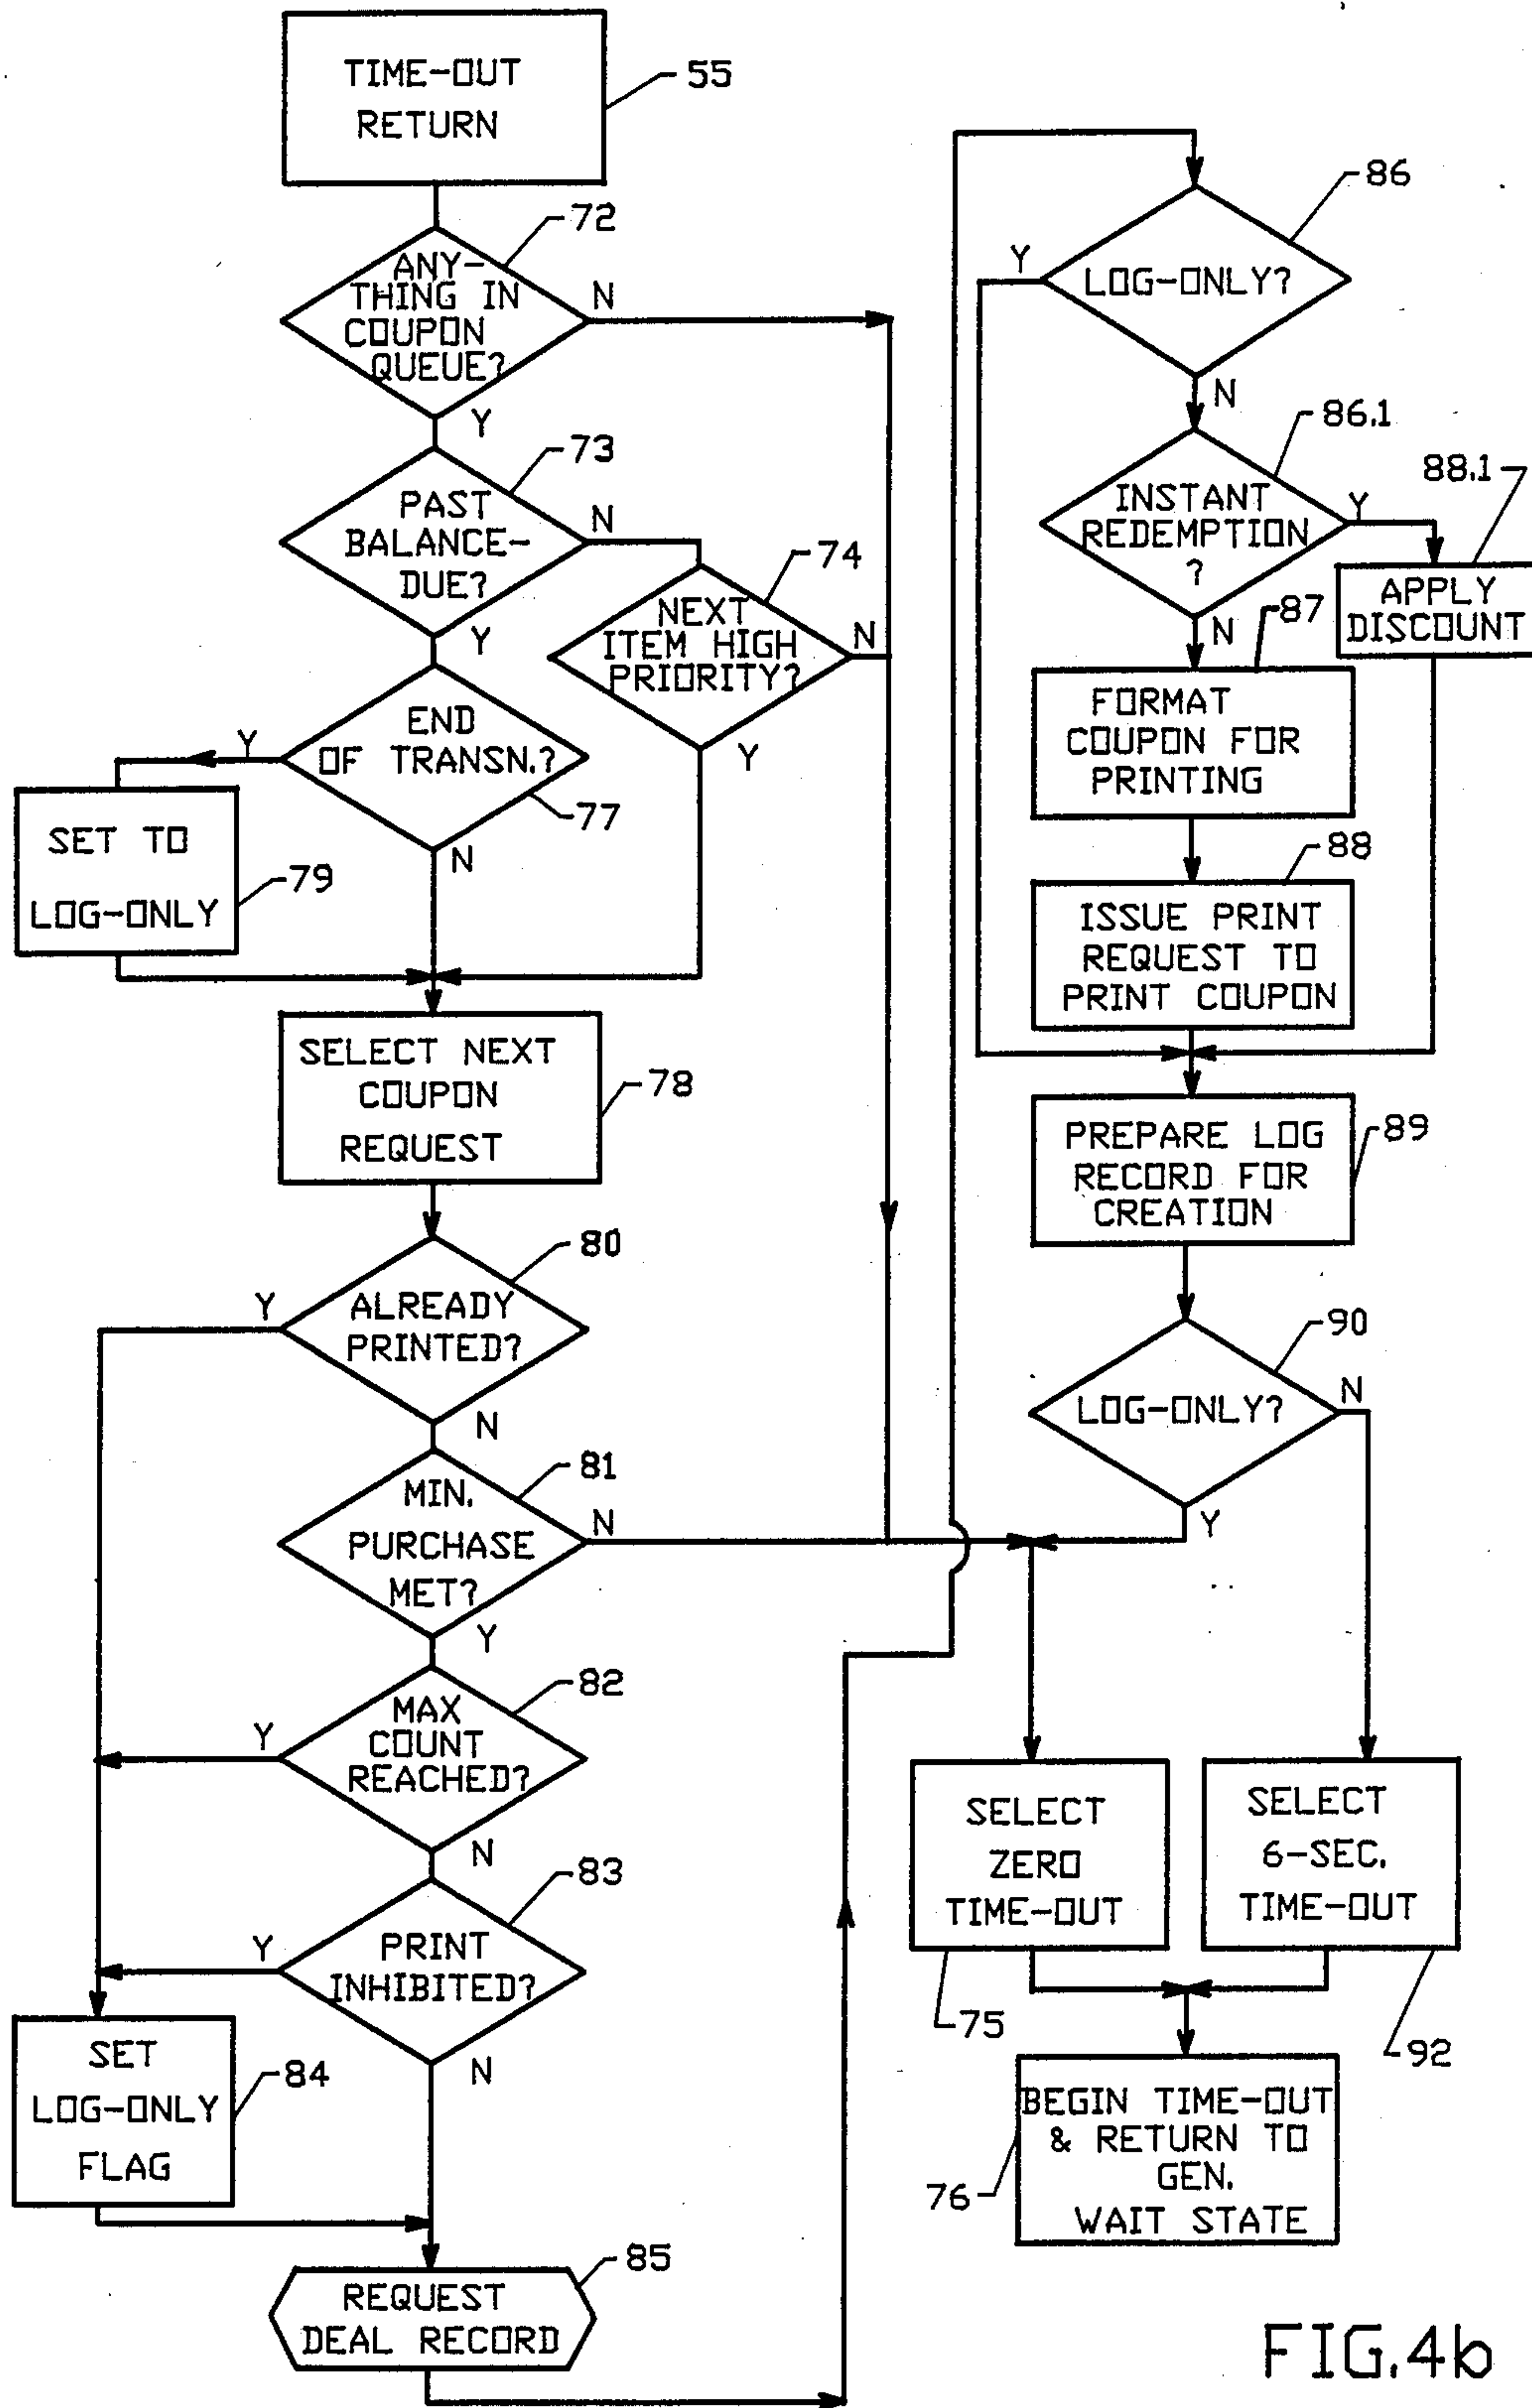 TIME-OUT
RETURN
55
72
ANY-
THING IN
COUPON
QUEUE?
N
Y
73
PAST
BALANCE-
DUE?
N
Y
74
NEXT
ITEM HIGH
PRIORITY?
N
Y
END
OF TRANSN.?
Y
77
N
SET TO
LOG-ONLY
79
SELECT NEXT
COUPON
REQUEST
78
80
ALREADY
PRINTED?
Y
N
81
MIN.
PURCHASE
MET?
N
Y
82
MAX
COUNT
REACHED?
Y
N
83
PRINT
INHIBITED?
Y
N
SET
LOG-ONLY
FLAG
84
85
REQUEST
DEAL RECORD
86
LOG-ONLY?
Y
N
86.1
INSTANT
REDEMPTION
?
Y
N
88.1
APPLY
DISCOUNT
87
FORMAT
COUPON FOR
PRINTING
88
ISSUE PRINT
REQUEST TO
PRINT COUPON
PREPARE LOG
RECORD FOR
CREATION
89
90
LOG-ONLY?
N
Y
SELECT
ZERO
TIME-OUT
75
SELECT
6-SEC.
TIME-OUT
92
BEGIN TIME-OUT
& RETURN TO
GEN.
WAIT STATE
76
FIG.4b